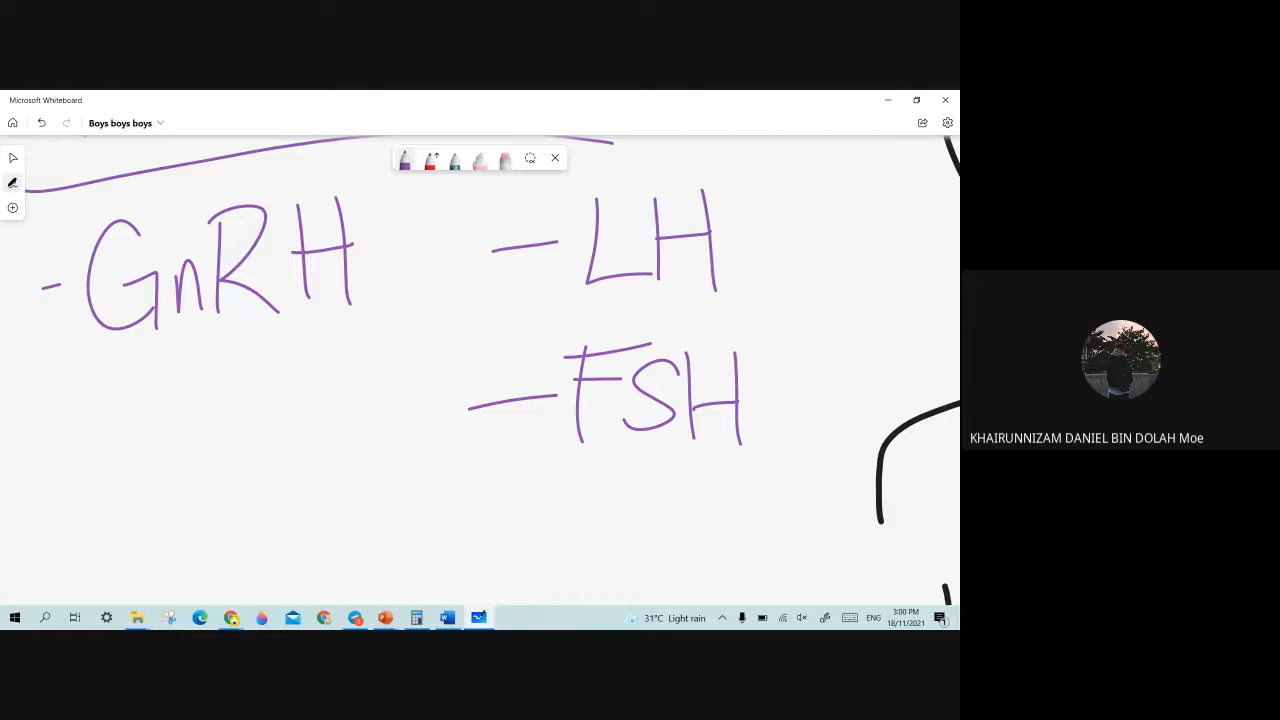 Microsoft Whiteboard
Boys boys boys
- GnRH
- LH
- FSH
KHAIRUNNIZAM DANIEL BIN DOLAH Moe
31°C Light rain
ENG
3:00 PM
18/11/2021